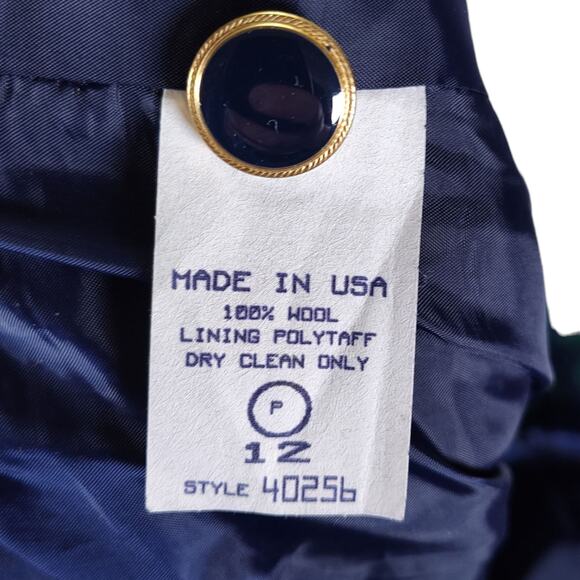 MADE IN USA
100% WOOL
LINING POLYTAFF
DRY CLEAN ONLY
P
12
STYLE 40256